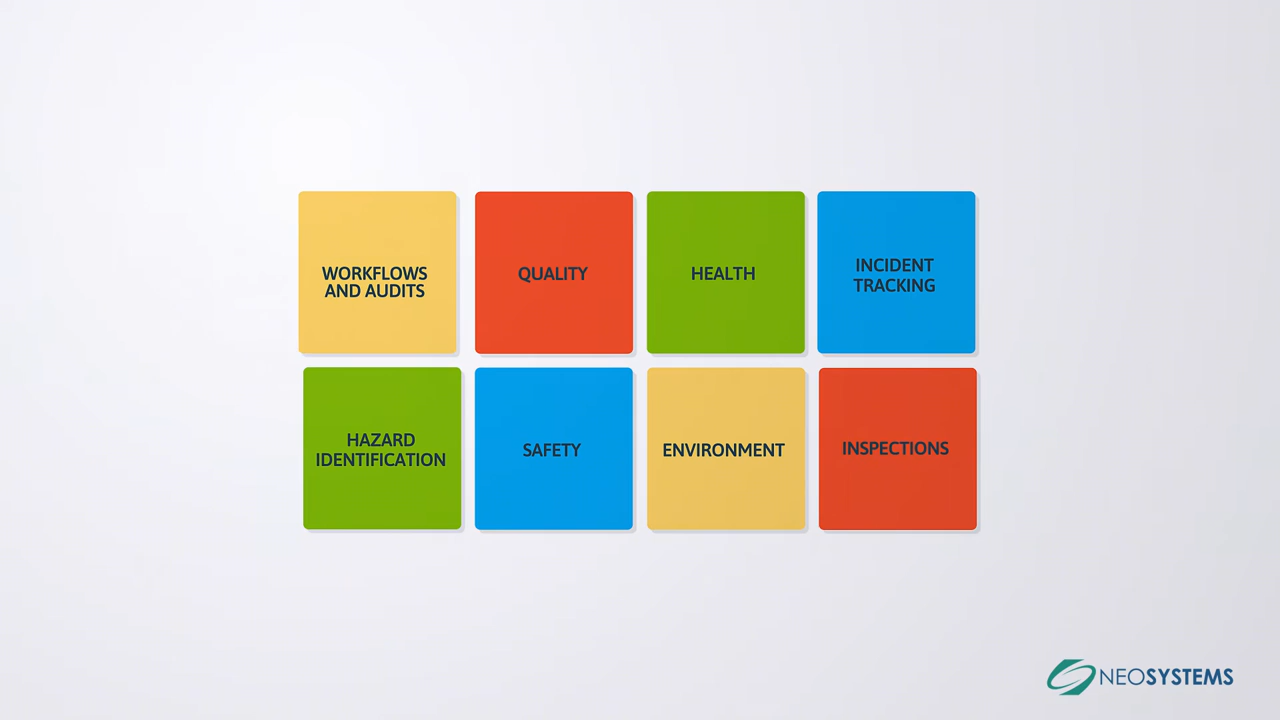 WORKFLOWS
AND AUDITS
QUALITY
HEALTH
INCIDENT
TRACKING
HAZARD
IDENTIFICATION
SAFETY
ENVIRONMENT
INSPECTIONS
NEOSYSTEMS